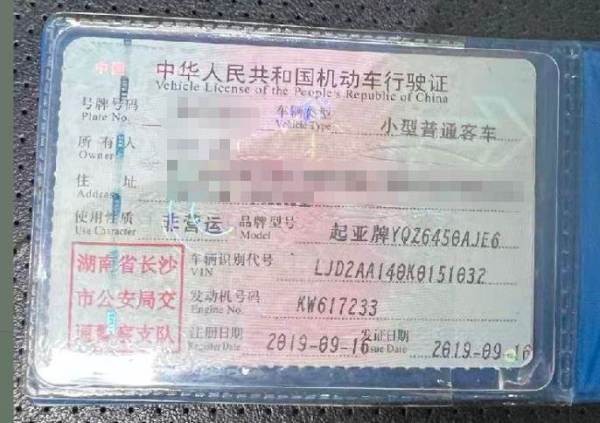 中国
中华人民共和国机动车行驶证
Vehicle License of the People's Republic of China
号牌号码 车辆类型 小型普通客车
Plate No. Vehicle Type
所有人
Owner
住址
Address
使用性质 非营运 品牌型号 起亚牌YQZ6450AJE6
Use Character Model
湖南省长沙 车辆识别代号 LJD2AA140K0151032
VIN
市公安局交 发动机号码 KW617233
Engine No.
通警察支队 注册日期 2019-09-16 发证日期 2019-09-16
Register Date Issue Date